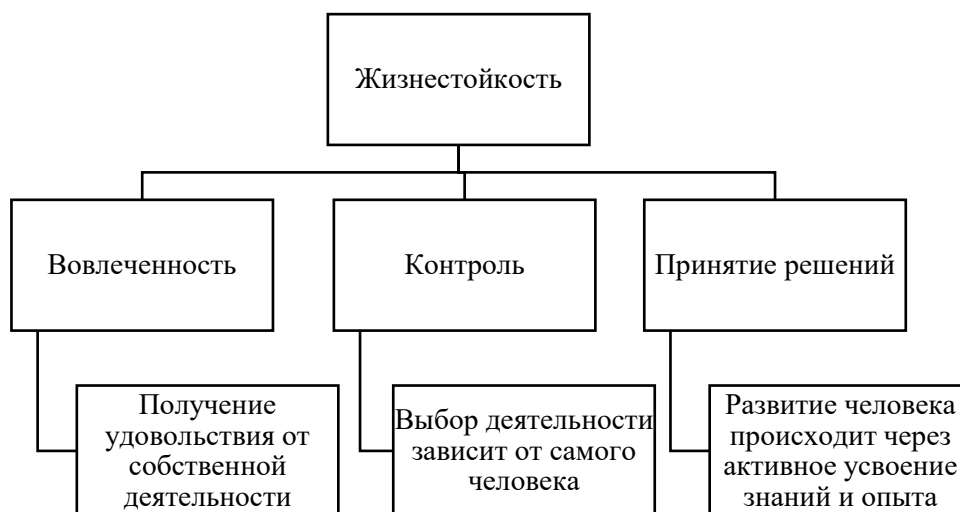 Жизнестойкость
Вовлеченность
Контроль
Принятие решений
Получение
удовольствия от
собственной
деятельности
Выбор деятельности
зависит от самого
человека
Развитие человека
происходит через
активное усвоение
знаний и опыта